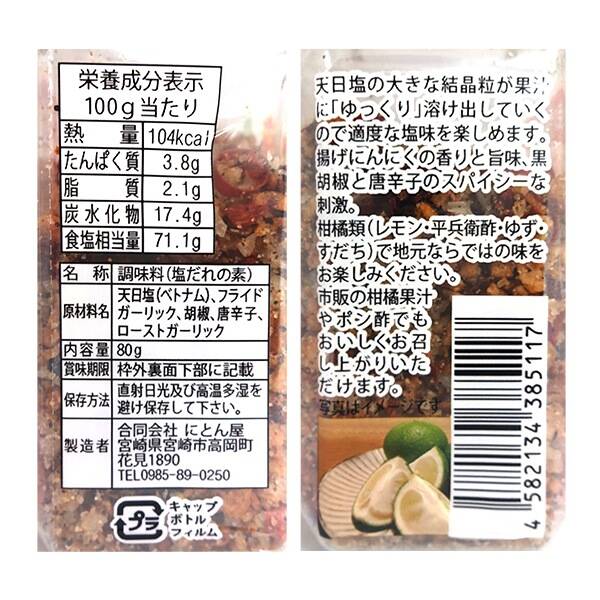 栄養成分表示
100g当たり
熱 量 104kcal
たんぱく質 3.8g
脂 質 2.1g
炭水化物 17.4g
食塩相当量 71.1g
名 称 調味料(塩だれの素)
原材料名 天日塩(ベトナム)、フライド
ガーリック、胡椒、唐辛子、
ローストガーリック
内容量 80g
賞味期限 枠外裏面下部に記載
保存方法 直射日光及び高温多湿を
避け保存して下さい。
製造者 合同会社 にとん屋
宮崎県宮崎市高岡町
花見1890
TEL0985-89-0250
プラ
キャップ
ボトル
フィルム
天日塩の大きな結晶粒が果汁
に「ゆっくり」溶け出していく
ので適度な塩味を楽しめます。
揚げにんにくの香りと旨味、黒
胡椒と唐辛子のスパイシーな
刺激。
柑橘類(レモン・平兵衛酢・ゆず・
すだち)で地元ならではの味を
お楽しみください。
市販の柑橘果汁
やポン酢でも
おいしくお召
し上がりいた
だけます。
写真はイメージです
4 582134 385117